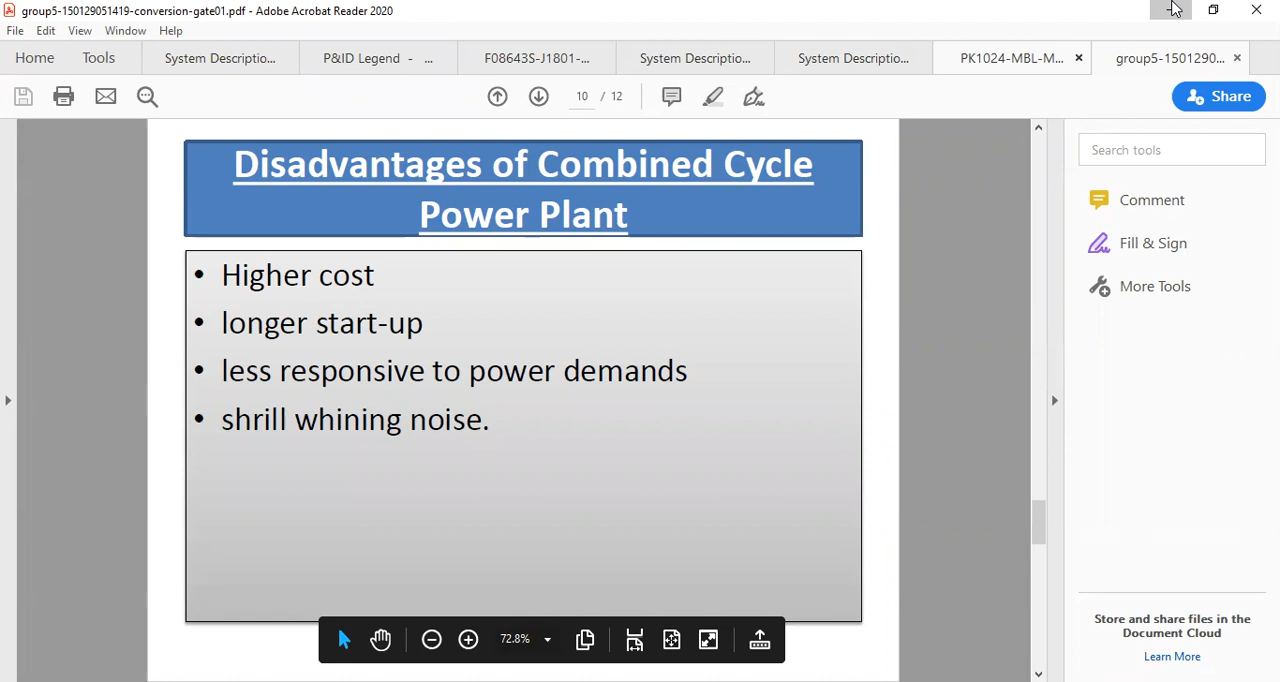 group5-150129051419-conversion-gate01.pdf - Adobe Acrobat Reader 2020
File Edit View Window Help
Home Tools System Descriptio... P&ID Legend - ... F08643S-J1801-... System Descriptio... System Descriptio... PK1024-MBL-M... group5-1501290...
10 / 12 Share
Disadvantages of Combined Cycle
Power Plant
• Higher cost
• longer start-up
• less responsive to power demands
• shrill whining noise.
72.8%
Search tools
Comment
Fill & Sign
More Tools
Store and share files in the
Document Cloud
Learn More